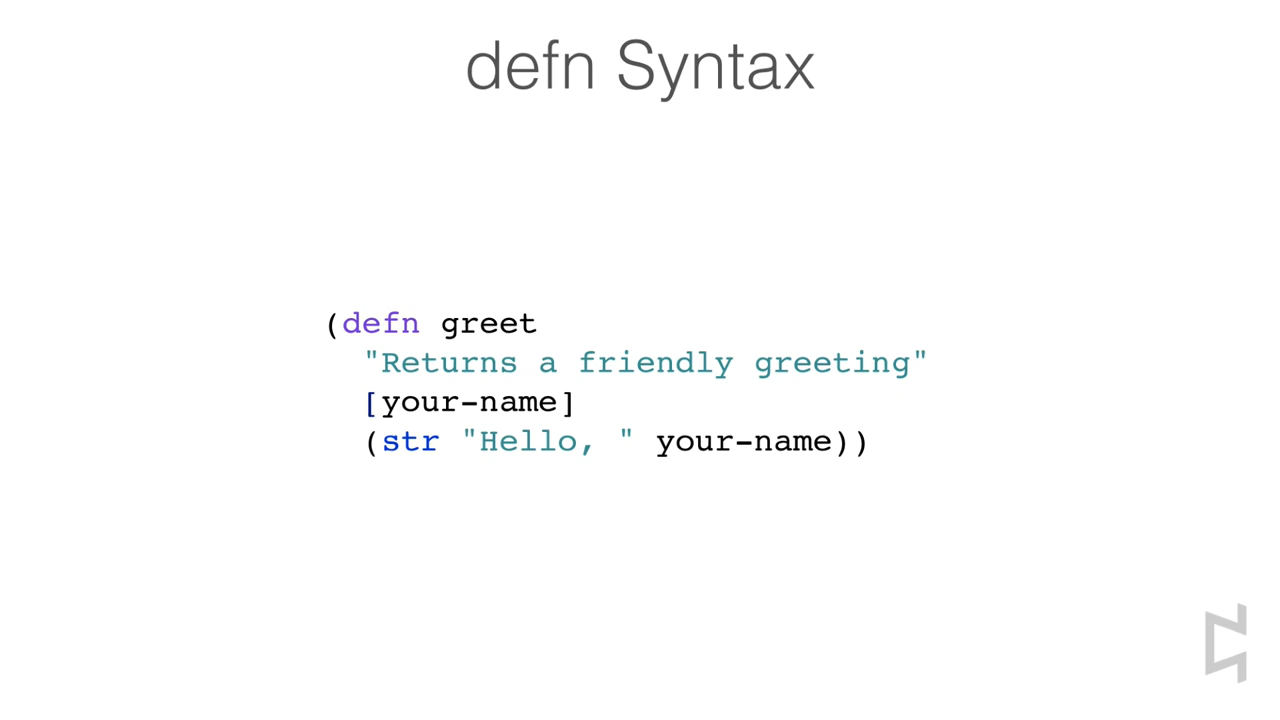 defn Syntax
(defn greet
  "Returns a friendly greeting"
  [your-name]
  (str "Hello, " your-name))